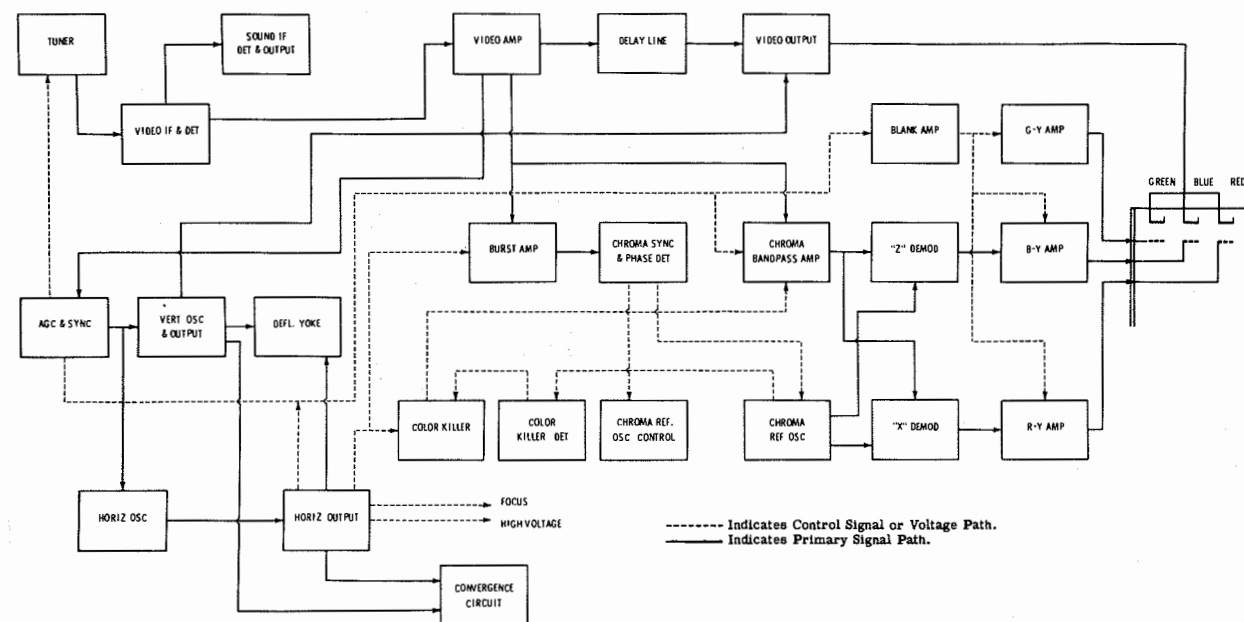 TUNER
SOUND IF
DET & OUTPUT
VIDEO AMP
DELAY LINE
VIDEO OUTPUT
VIDEO IF & DET
BLANK AMP
G-Y AMP
GREEN BLUE RED
BURST AMP
CHROMA SYNC
& PHASE DET
CHROMA
BANDPASS AMP
"Z" DEMOD
B-Y AMP
AGC & SYNC
VERT OSC
& OUTPUT
DEFL. YOKE
COLOR KILLER
COLOR
KILLER DET
CHROMA REF.
OSC CONTROL
CHROMA
REF OSC
"X" DEMOD
R-Y AMP
HORIZ OSC
HORIZ OUTPUT
FOCUS
HIGH VOLTAGE
Indicates Control Signal or Voltage Path.
Indicates Primary Signal Path.
CONVERGENCE
CIRCUIT